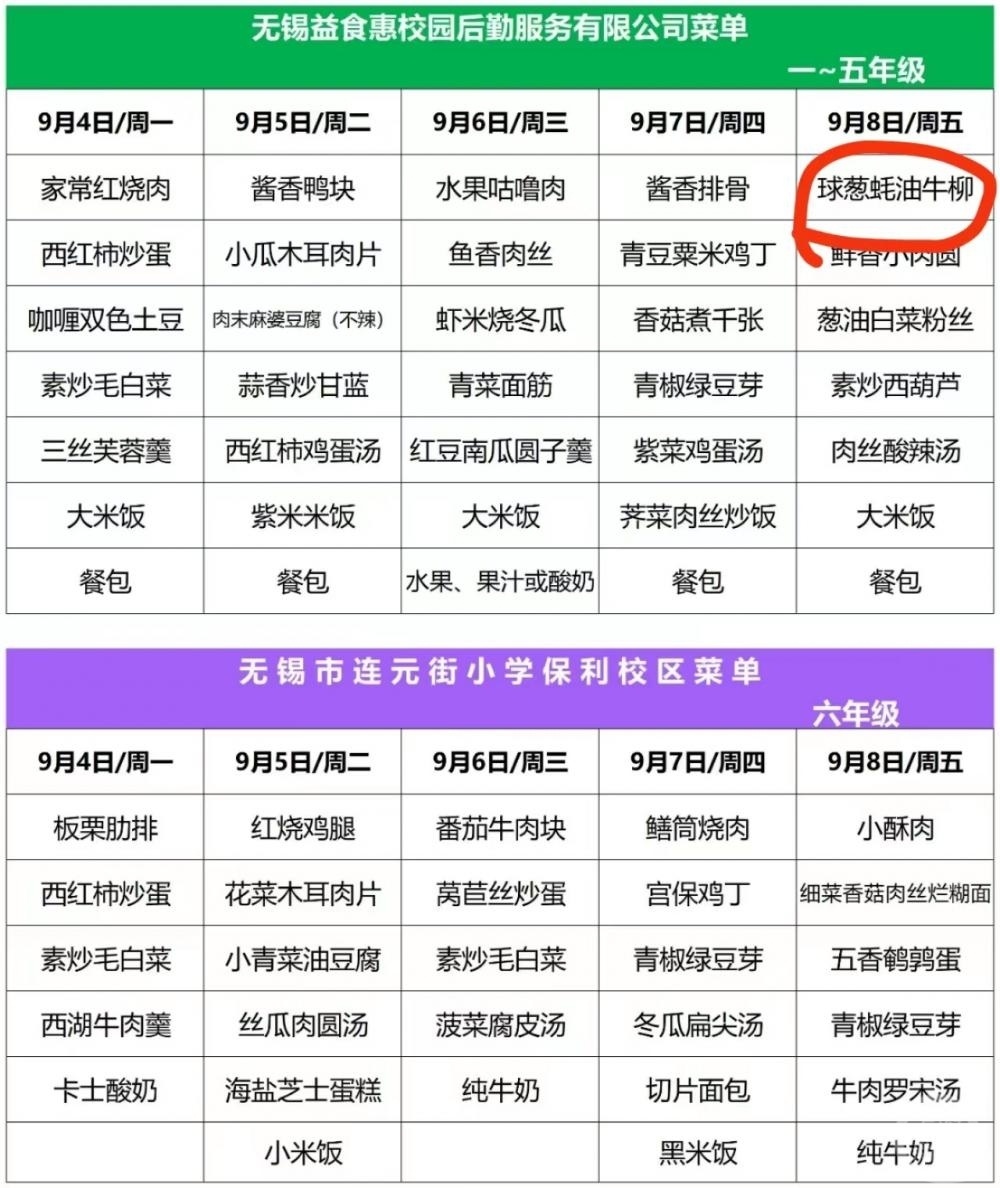 无锡益食惠校园后勤服务有限公司菜单
一~五年级
9月4日/周一 9月5日/周二 9月6日/周三 9月7日/周四 9月8日/周五
家常红烧肉 酱香鸭块 水果咕噜肉 酱香排骨 球葱蚝油牛柳
西红柿炒蛋 小瓜木耳肉片 鱼香肉丝 青豆粟米鸡丁 鲜香小肉圆
咖喱双色土豆 肉末麻婆豆腐（不辣） 虾米烧冬瓜 香菇煮千张 葱油白菜粉丝
素炒毛白菜 蒜香炒甘蓝 青菜面筋 青椒绿豆芽 素炒西葫芦
三丝芙蓉羹 西红柿鸡蛋汤 红豆南瓜圆子羹 紫菜鸡蛋汤 肉丝酸辣汤
大米饭 紫米米饭 大米饭 荠菜肉丝炒饭 大米饭
餐包 餐包 水果、果汁或酸奶 餐包 餐包
无锡市连元街小学保利校区菜单
六年级
9月4日/周一 9月5日/周二 9月6日/周三 9月7日/周四 9月8日/周五
板栗肋排 红烧鸡腿 番茄牛肉块 鳝筒烧肉 小酥肉
西红柿炒蛋 花菜木耳肉片 莴苣丝炒蛋 宫保鸡丁 细菜香菇肉丝烂糊面
素炒毛白菜 小青菜油豆腐 素炒毛白菜 青椒绿豆芽 五香鹌鹑蛋
西湖牛肉羹 丝瓜肉圆汤 菠菜腐皮汤 冬瓜扁尖汤 青椒绿豆芽
卡士酸奶 海盐芝士蛋糕 纯牛奶 切片面包 牛肉罗宋汤
小米饭 黑米饭 纯牛奶